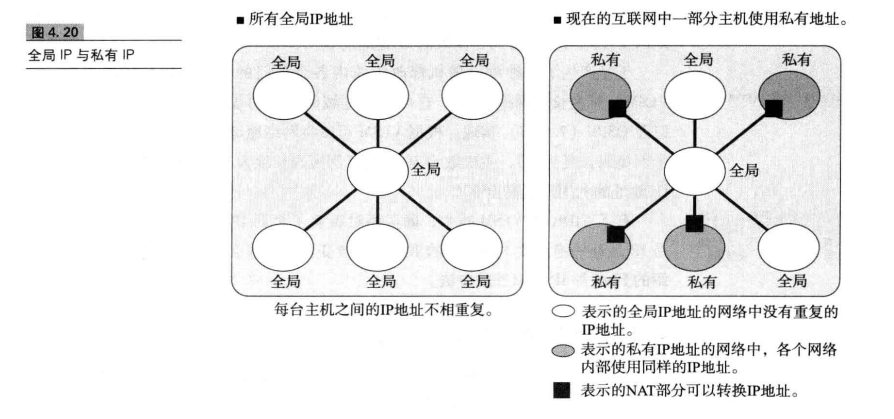 图 4. 20
全局 IP 与私有 IP
■ 所有全局IP地址
全局
全局
全局
全局
全局
全局
全局
每台主机之间的IP地址不相重复。
■ 现在的互联网中一部分主机使用私有地址。
私有
全局
私有
全局
私有
私有
全局
表示的全局IP地址的网络中没有重复的
IP地址。
表示的私有IP地址的网络中，各个网络
内部使用同样的IP地址。
表示的NAT部分可以转换IP地址。